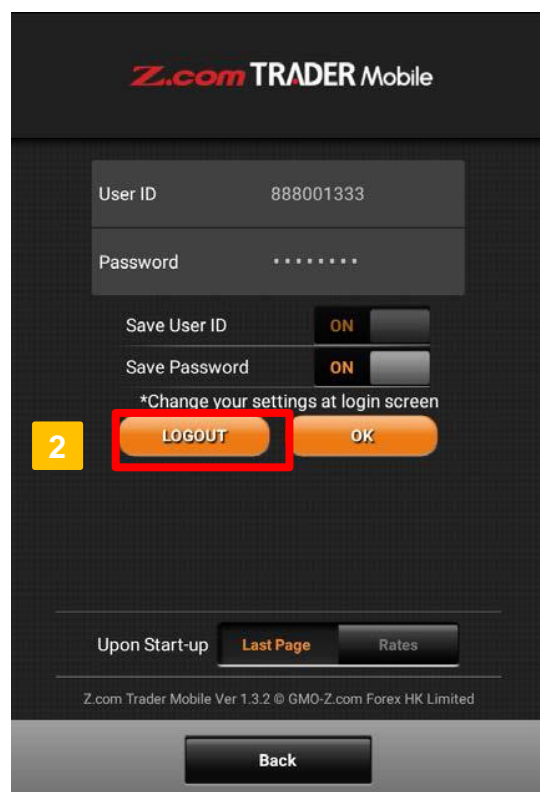 Z.com TRADER Mobile
User ID 888001333
Password ••••••••
Save User ID ON
Save Password ON
*Change your settings at login screen
2 LOGOUT OK
Upon Start-up Last Page Rates
Z.com Trader Mobile Ver 1.3.2 © GMO-Z.com Forex HK Limited
Back